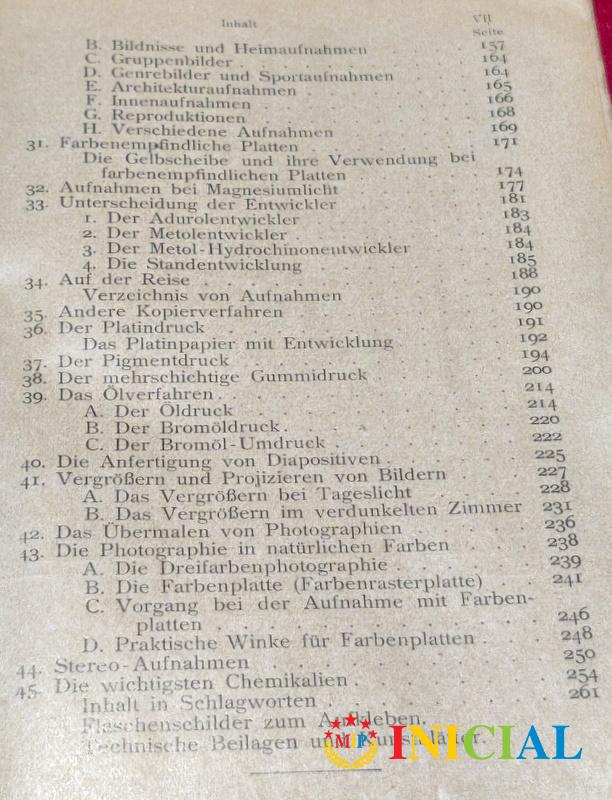 Inhalt VII
Seite
B. Bildnisse und Heimaufnahmen . . . 157
C. Gruppenbilder . . . 164
D. Genrebilder und Sportaufnahmen . . . 164
E. Architekturaufnahmen . . . 165
F. Innenaufnahmen . . . 166
G. Reproduktionen . . . 168
H. Verschiedene Aufnahmen . . . 169
31. Farbenempfindliche Platten . . . 171
Die Gelbscheibe und ihre Verwendung bei
farbenempfindlichen Platten . . . 174
32. Aufnahmen bei Magnesiumlicht . . . 177
33. Unterscheidung der Entwickler . . . 181
1. Der Adurolentwickler . . . 183
2. Der Metolentwickler . . . 184
3. Der Metol-Hydrochinonentwickler . . . 184
4. Die Standentwicklung . . . 185
34. Auf der Reise . . . 188
Verzeichnis von Aufnahmen . . . 190
35. Andere Kopierverfahren . . . 190
36. Der Platindruck . . . 191
Das Platinpapier mit Entwicklung . . . 192
37. Der Pigmentdruck . . . 194
38. Der mehrschichtige Gummidruck . . . 200
39. Das Ölverfahren . . . 214
A. Der Öldruck . . . 214
B. Der Bromöldruck . . . 220
C. Der Bromöl-Umdruck . . . 222
40. Die Anfertigung von Diapositiven . . . 225
41. Vergrößern und Projizieren von Bildern . . . 227
A. Das Vergrößern bei Tageslicht . . . 228
B. Das Vergrößern im verdunkelten Zimmer 231
42. Das Übermalen von Photographien . . . 236
43. Die Photographie in natürlichen Farben . . . 238
A. Die Dreifarbenphotographie . . . 239
B. Die Farbenplatte (Farbenrasterplatte) . . . 241
C. Vorgang bei der Aufnahme mit Farben-
platten . . . 246
D. Praktische Winke für Farbenplatten . . . 248
44. Stereo-Aufnahmen . . . 250
45. Die wichtigsten Chemikalien . . . 254
Inhalt in Schlagworten . . . 261
Flaschenschilder zum Aufkleben.
Technische Beilagen und Kunstblätter.
MIP INICIAL